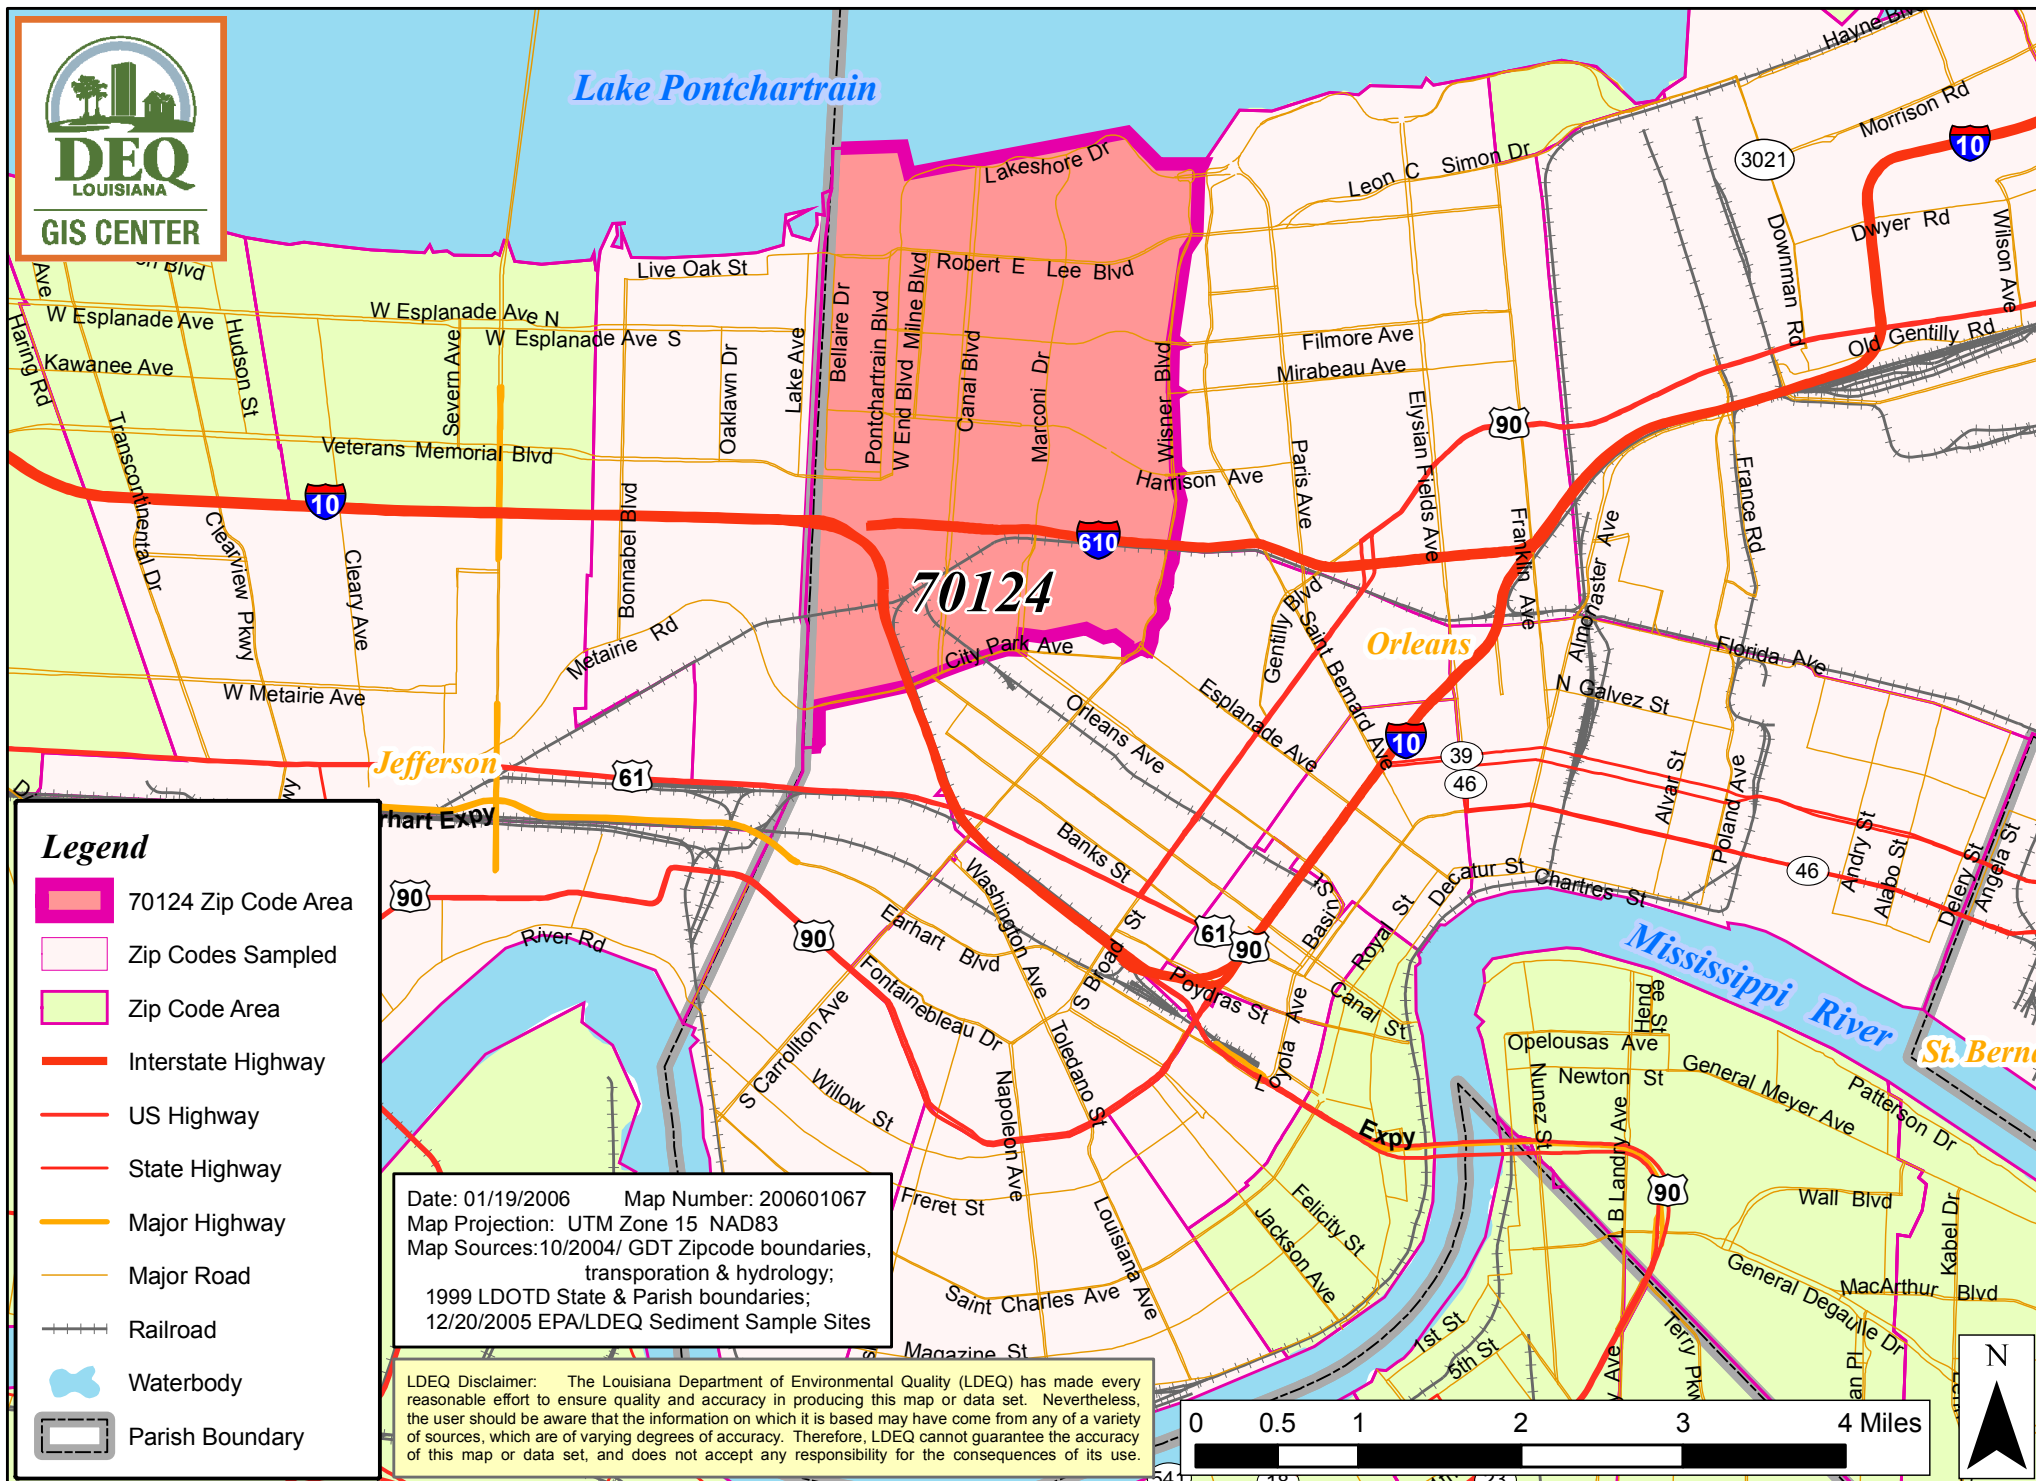 DEQ
LOUISIANA
GIS CENTER
Lake Pontchartrain
Hayne Blvd
Morrison Rd
10
3021
Lakeshore Dr
Leon C Simon Dr
Downman Rd
Dwyer Rd
Wilson Ave
Ave
Blvd
Live Oak St
Robert E Lee Blvd
W Esplanade Ave
W Esplanade Ave N
W Esplanade Ave S
Haring Rd
Kawanee Ave
Hudson St
Severn Ave
Oaklawn Dr
Lake Ave
Bellaire Dr
Pontchartrain Blvd
W End Blvd
Milne Blvd
Canal Blvd
Marconi Dr
Wisner Blvd
Filmore Ave
Mirabeau Ave
Old Gentilly Rd
90
Transcontinental Dr
Veterans Memorial Blvd
Harrison Ave
Paris Ave
Elysian Fields Ave
Franklin Ave
France Rd
10
Clearview Pkwy
Cleary Ave
Bonnabel Blvd
610
70124
Almonaster Ave
Gentilly Blvd
Saint Bernard Ave
Orleans
Florida Ave
Metairie Rd
City Park Ave
W Metairie Ave
Orleans Ave
Esplanade Ave
N Galvez St
10
39
46
Jefferson
61
Alvar St
Poland Ave
rhart Expy
Banks St
Washington Ave
Decatur St
Chartres St
46
Andry St
Alabo St
Delery St
Angela St
90
River Rd
90
Earhart Blvd
S Broad St
61
90
Basin St
Royal St
Mississippi River
Fontainebleau Dr
Poydras St
Canal St
Loyola Ave
S Carrollton Ave
Willow St
Napoleon Ave
Toledano St
Hend
ee St
Opelousas Ave
Newton St
General Meyer Ave
Patterson Dr
St. Berna
Nunez St
L B Landry Ave
Expy
90
Wall Blvd
Kabel Dr
Freret St
Louisiana Ave
Felicity St
Jackson Ave
General Degaulle Dr
MacArthur Blvd
Saint Charles Ave
Magazine St
1st St
5th St
Terry Pkwy
Legend
70124 Zip Code Area
Zip Codes Sampled
Zip Code Area
Interstate Highway
US Highway
State Highway
Major Highway
Major Road
Railroad
Waterbody
Parish Boundary
Date: 01/19/2006 Map Number: 200601067
Map Projection: UTM Zone 15 NAD83
Map Sources:10/2004/ GDT Zipcode boundaries,
transporation & hydrology;
1999 LDOTD State & Parish boundaries;
12/20/2005 EPA/LDEQ Sediment Sample Sites
LDEQ Disclaimer: The Louisiana Department of Environmental Quality (LDEQ) has made every
reasonable effort to ensure quality and accuracy in producing this map or data set. Nevertheless,
the user should be aware that the information on which it is based may have come from any of a variety
of sources, which are of varying degrees of accuracy. Therefore, LDEQ cannot guarantee the accuracy
of this map or data set, and does not accept any responsibility for the consequences of its use.
0 0.5 1 2 3 4 Miles
N